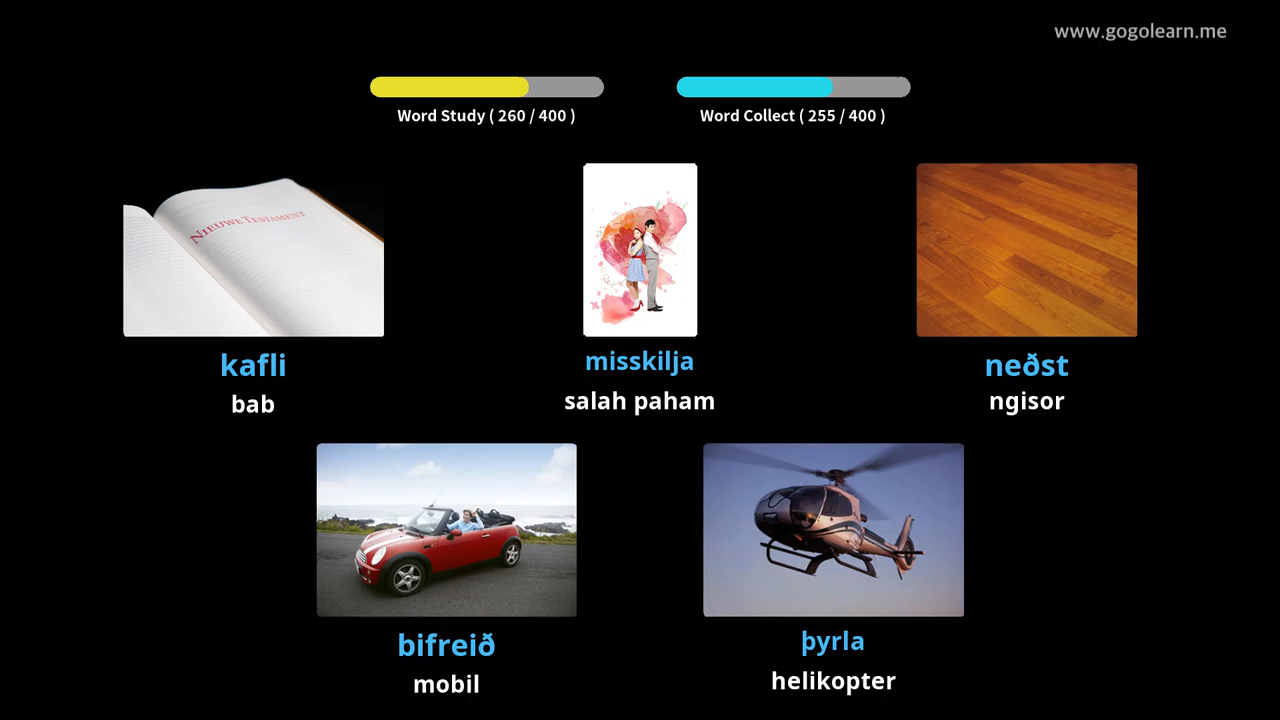 www.gogolearn.me
Word Study ( 260 / 400 )
Word Collect ( 255 / 400 )
NIEUWE TESTAMENT
kafli
bab
misskilja
salah paham
neðst
ngisor
bifreið
mobil
þyrla
helikopter